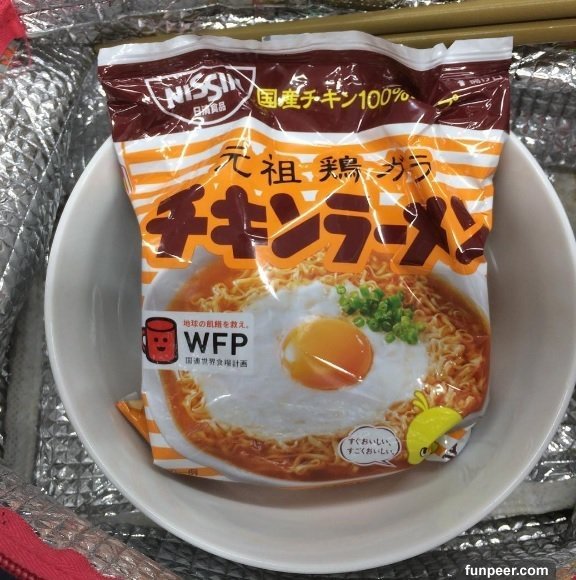 NISSIN
日清食品
国産チキン100%
元祖鶏ガラ
チキンラーメン
地球の飢餓を救え。
WFP
国連世界食糧計画
すぐおいしい、
すごくおいしい。
funpeer.com